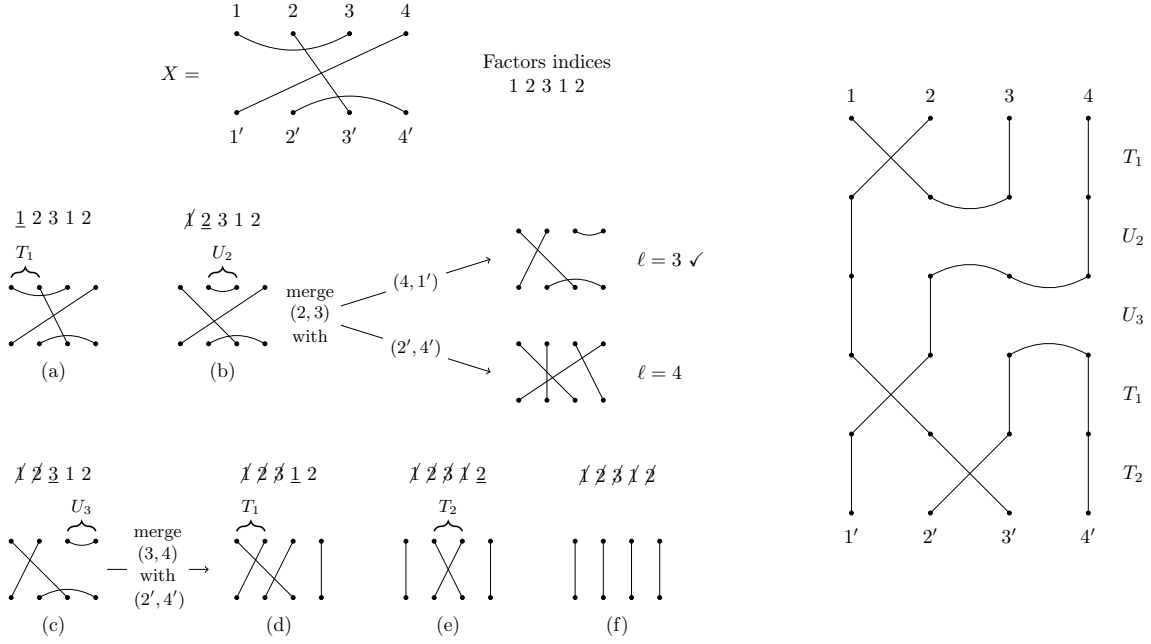 1 2 3 4
X =
1′ 2′ 3′ 4′
Factors indices
1 2 3 1 2
1 2 3 1 2
T₁
(a)
1 2 3 1 2
U₂
(b)
merge
(2, 3)
with
(4, 1′)
ℓ = 3 ✓
(2′, 4′)
ℓ = 4
1 2 3 1 2
U₃
(c)
merge
(3, 4)
with
(2′, 4′)
1 2 3 1 2
T₁
(d)
1 2 3 1 2
T₂
(e)
1 2 3 1 2
(f)
1 2 3 4
T₁
U₂
U₃
T₁
T₂
1′ 2′ 3′ 4′